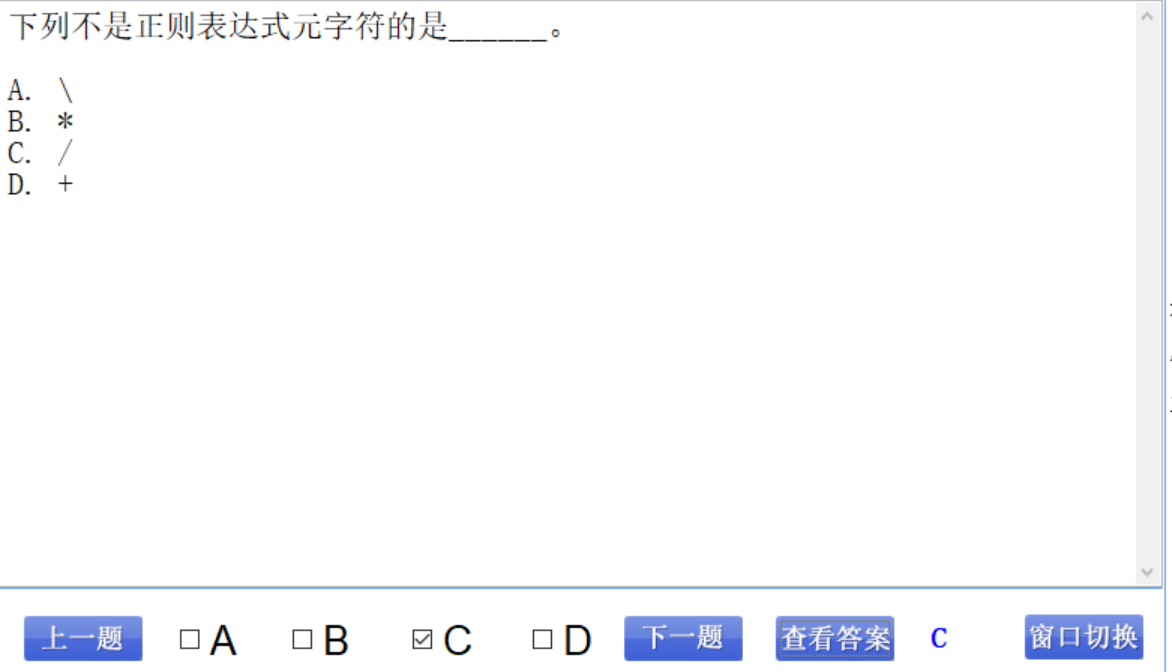 下列不是正则表达式元字符的是______。
A. \
B. *
C. /
D. +
上一题 A B C D 下一题 查看答案 C 窗口切换